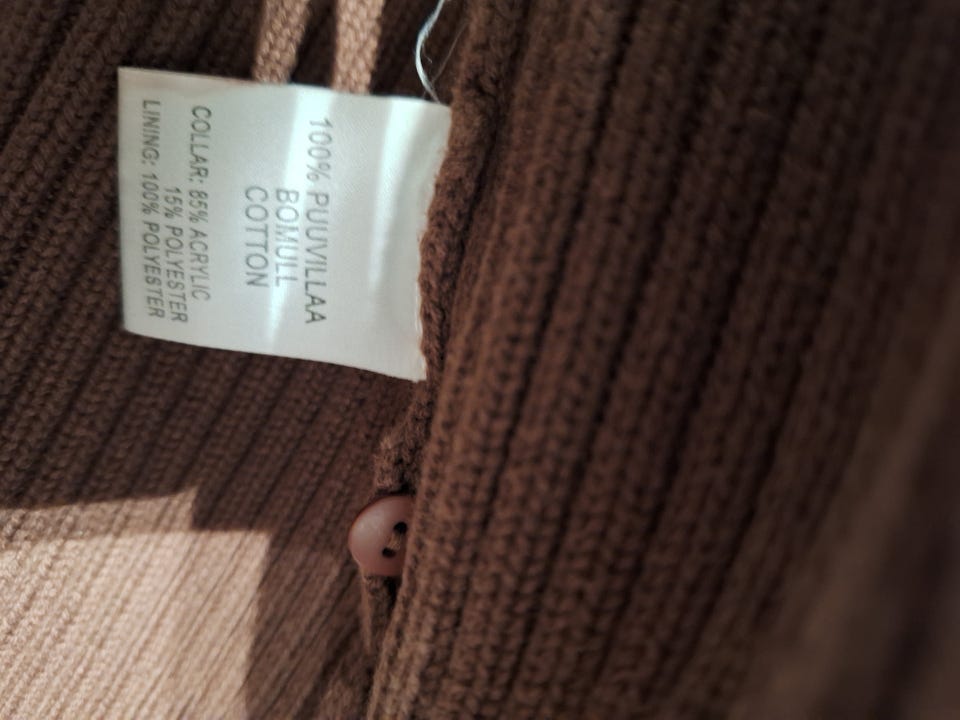 100% PUUVILLAA
BOMULL
COTTON
COLLAR: 85% ACRYLIC
15% POLYESTER
LINING: 100% POLYESTER